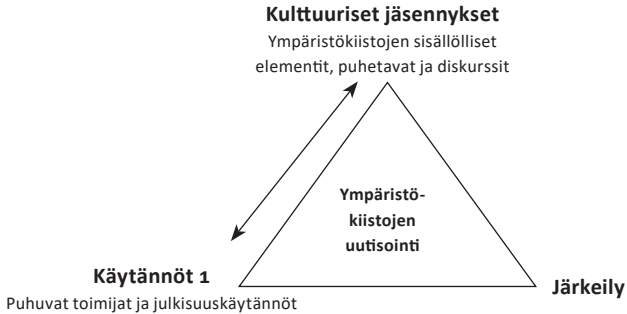 Kulttuuriset jäsennykset
Ympäristökiistojen sisällölliset
elementit, puhetavat ja diskurssit
Ympäristö-
kiistojen
uutisointi
Käytännöt 1
Puhuvat toimijat ja julkisuuskäytännöt
Järkeily